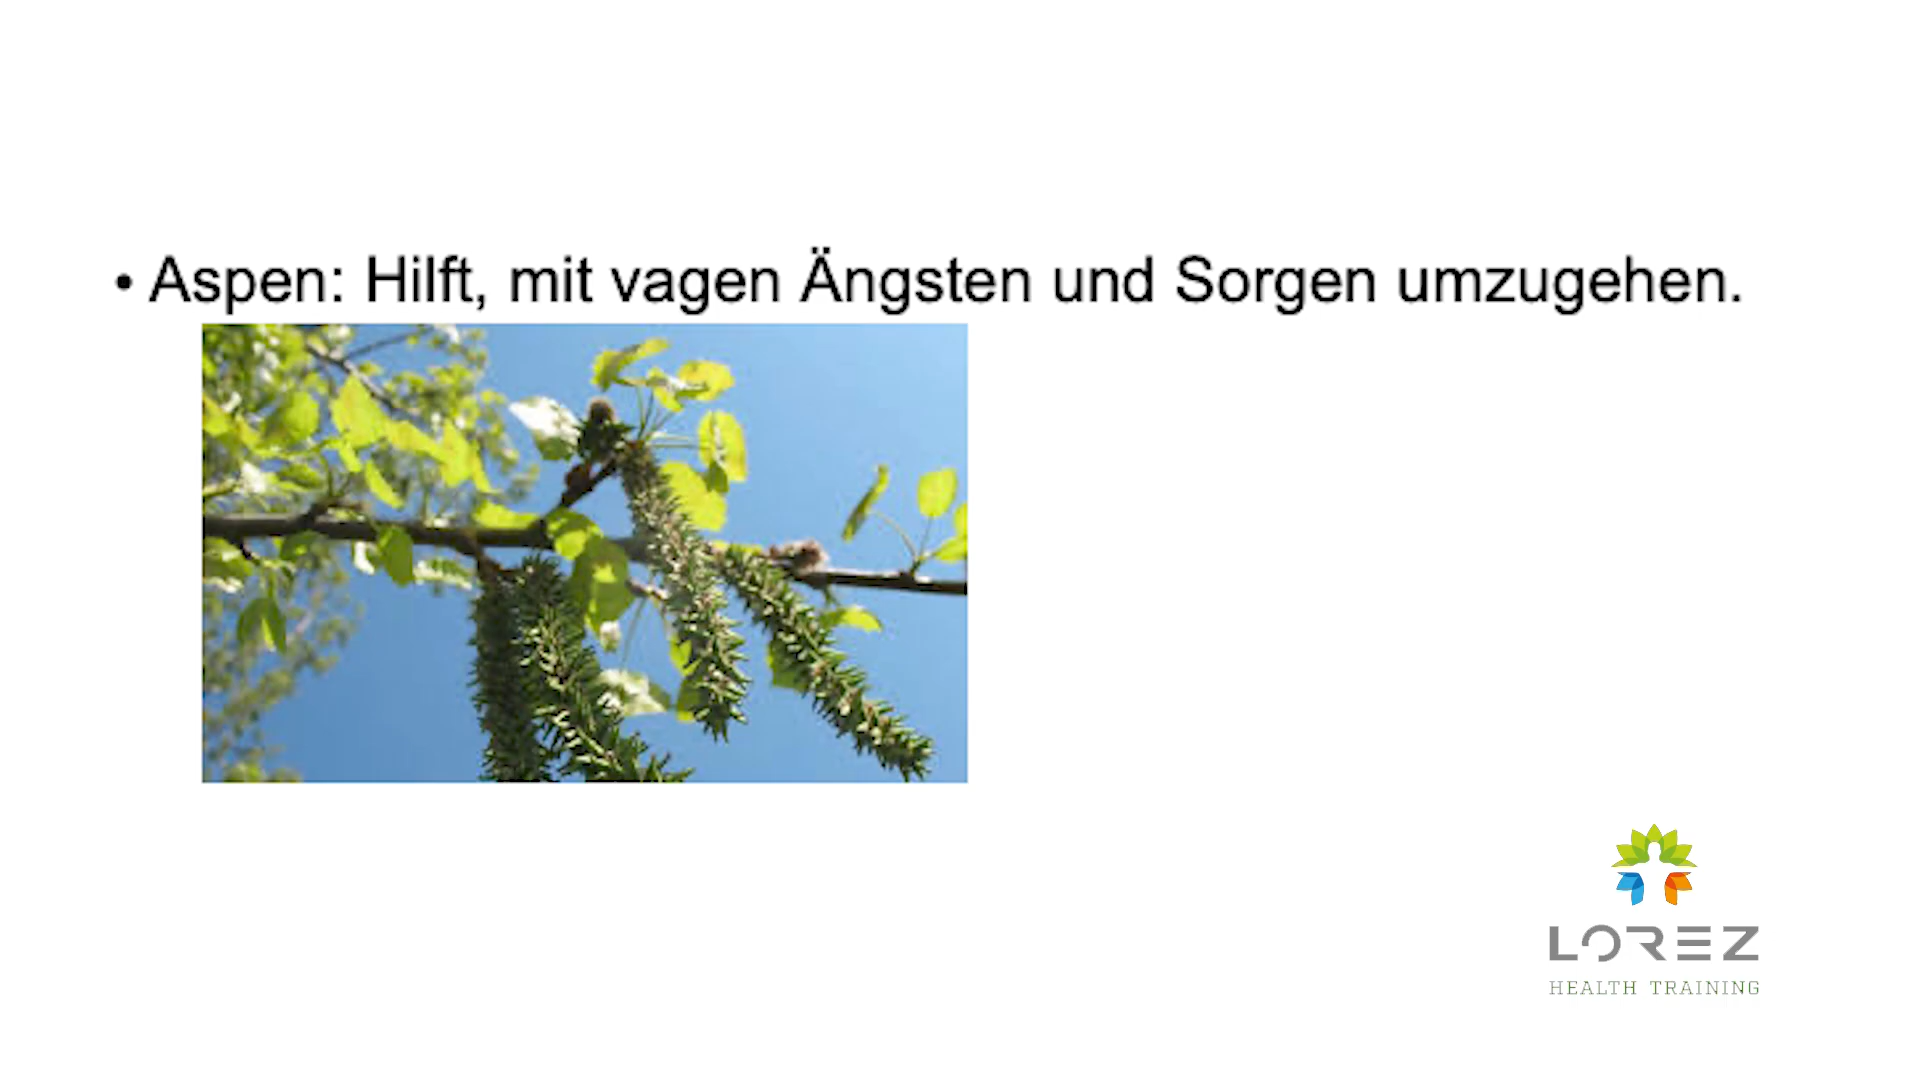 • Aspen: Hilft, mit vagen Ängsten und Sorgen umzugehen.
LOREZ
HEALTH TRAINING